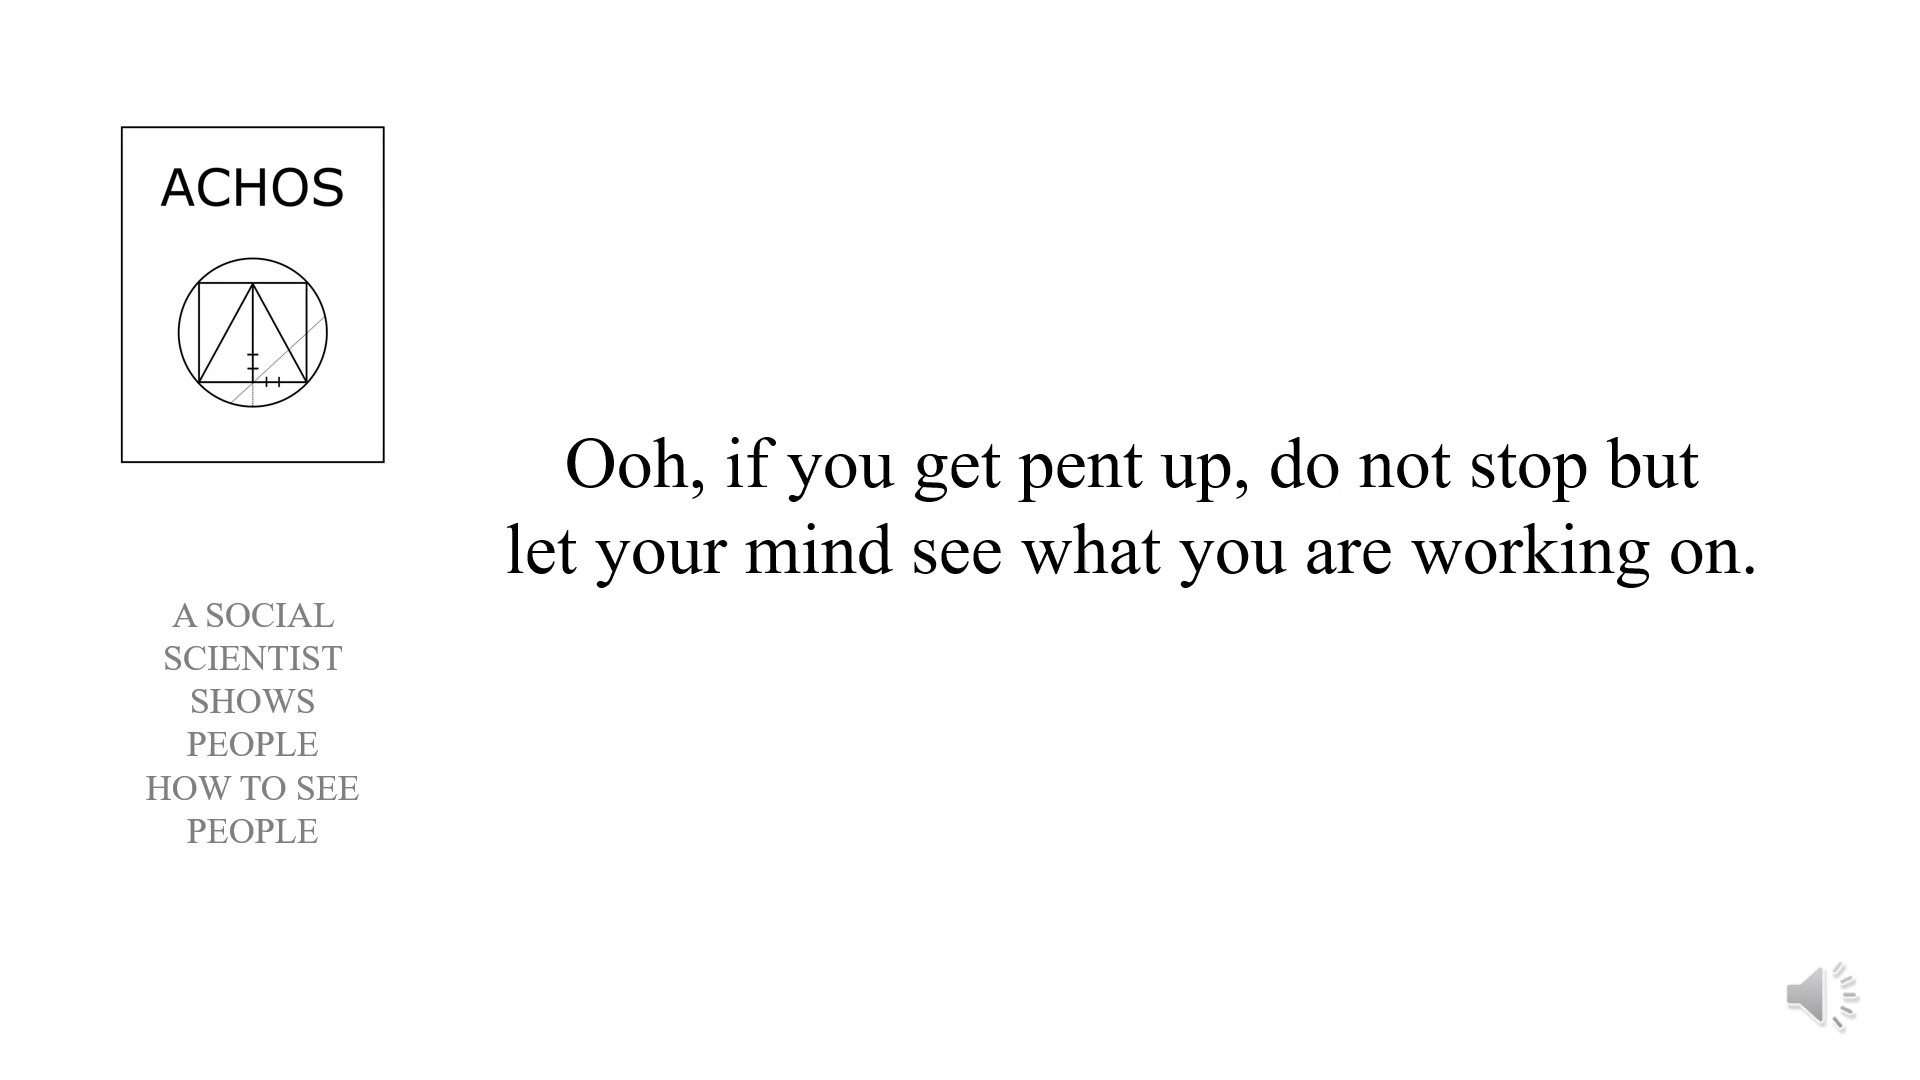 ACHOS
Ooh, if you get pent up, do not stop but
let your mind see what you are working on.
A SOCIAL
SCIENTIST
SHOWS
PEOPLE
HOW TO SEE
PEOPLE